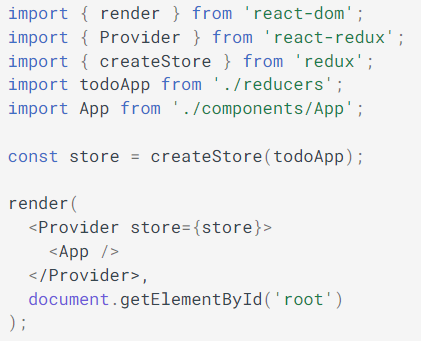 import { render } from 'react-dom';
import { Provider } from 'react-redux';
import { createStore } from 'redux';
import todoApp from './reducers';
import App from './components/App';

const store = createStore(todoApp);

render(
  <Provider store={store}>
    <App />
  </Provider>,
  document.getElementById('root')
);